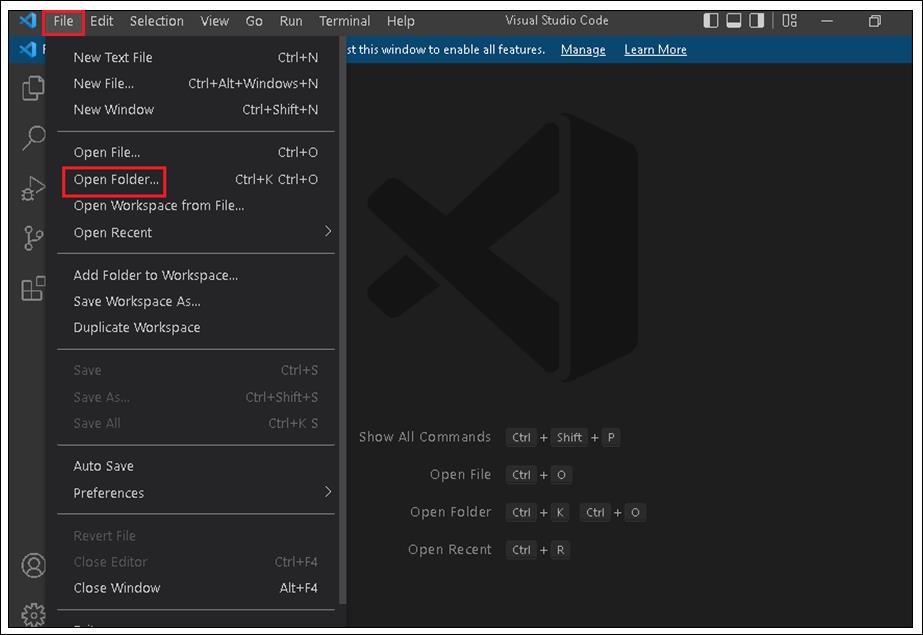 File Edit Selection View Go Run Terminal Help Visual Studio Code
st this window to enable all features. Manage Learn More
New Text File Ctrl+N
New File... Ctrl+Alt+Windows+N
New Window Ctrl+Shift+N
Open File... Ctrl+O
Open Folder... Ctrl+K Ctrl+O
Open Workspace from File...
Open Recent
Add Folder to Workspace...
Save Workspace As...
Duplicate Workspace
Save Ctrl+S
Save As... Ctrl+Shift+S
Save All Ctrl+K S
Auto Save
Preferences
Revert File
Close Editor Ctrl+F4
Close Window Alt+F4
Show All Commands Ctrl + Shift + P
Open File Ctrl + O
Open Folder Ctrl + K Ctrl + O
Open Recent Ctrl + R